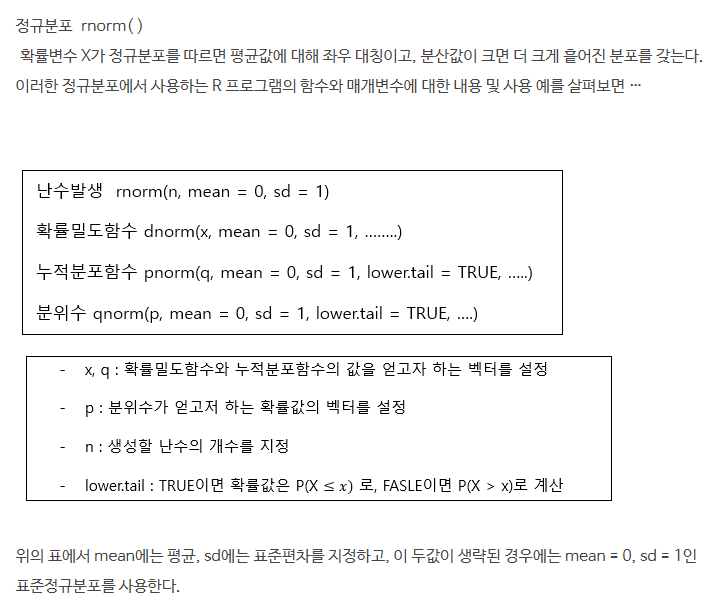 정규분포  rnorm( )
확률변수 X가 정규분포를 따르면 평균값에 대해 좌우 대칭이고, 분산값이 크면 더 크게 흩어진 분포를 갖는다.
이러한 정규분포에서 사용하는 R 프로그램의 함수와 매개변수에 대한 내용 및 사용 예를 살펴보면 …
난수발생  rnorm(n, mean = 0, sd = 1)
확률밀도함수 dnorm(x, mean = 0, sd = 1, ……..)
누적분포함수 pnorm(q, mean = 0, sd = 1, lower.tail = TRUE, …..)
분위수 qnorm(p, mean = 0, sd = 1, lower.tail = TRUE, ….)
- x, q : 확률밀도함수와 누적분포함수의 값을 얻고자 하는 벡터를 설정
- p : 분위수가 얻고저 하는 확률값의 벡터를 설정
- n : 생성할 난수의 개수를 지정
- lower.tail : TRUE이면 확률값은 P(X ≤ 𝑥) 로, FASLE이면 P(X > x)로 계산
위의 표에서 mean에는 평균, sd에는 표준편차를 지정하고, 이 두값이 생략된 경우에는 mean = 0, sd = 1인
표준정규분포를 사용한다.